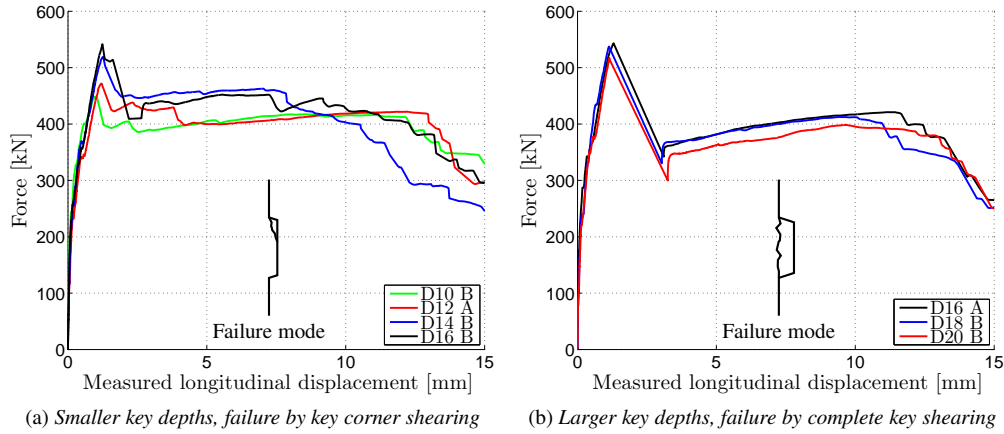 600
500
400
300
200
100
0
Force [kN]
0
5
10
15
Measured longitudinal displacement [mm]
Failure mode
D10 B
D12 A
D14 B
D16 B
(a) Smaller key depths, failure by key corner shearing
600
500
400
300
200
100
0
Force [kN]
0
5
10
15
Measured longitudinal displacement [mm]
Failure mode
D16 A
D18 B
D20 B
(b) Larger key depths, failure by complete key shearing